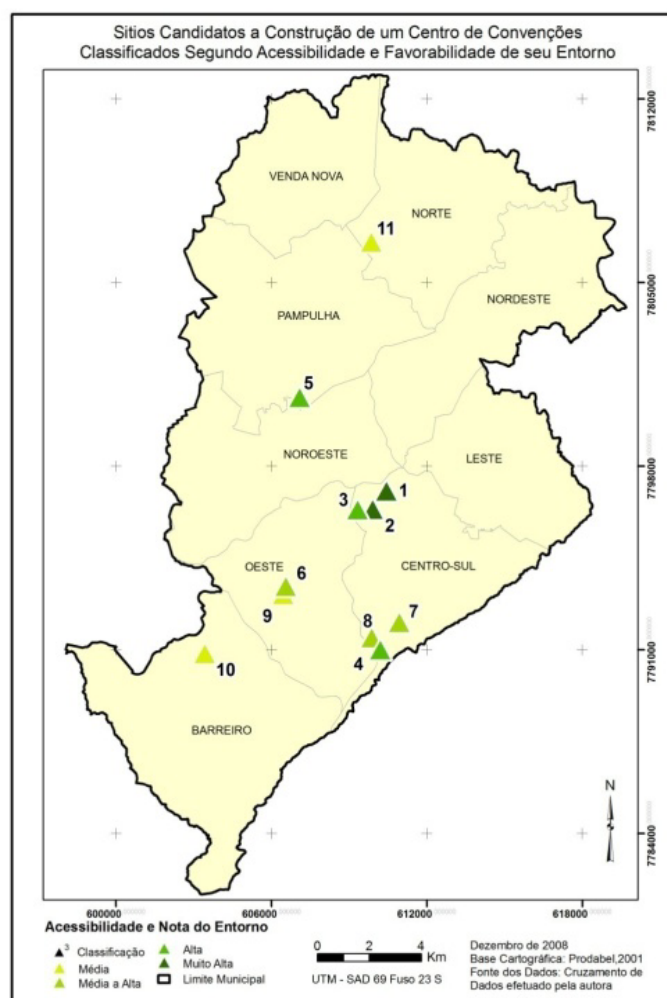 Sitios Candidatos a Construção de um Centro de Convenções
Classificados Segundo Acessibilidade e Favorabilidade de seu Entorno
7812000
VENDA NOVA
NORTE
11
7805000
NORDESTE
PAMPULHA
5
NOROESTE
LESTE
7798000
1
3
2
OESTE
CENTRO-SUL
6
9
7
8
4
7791000
10
BARREIRO
N
7784000
600000
606000
612000
618000
Acessibilidade e Nota do Entorno
3 Classificação
Média
Média a Alta
Alta
Muito Alta
Limite Municipal
0 2 4
Km
UTM - SAD 69 Fuso 23 S
Dezembro de 2008
Base Cartográfica: Prodabel,2001
Fonte dos Dados: Cruzamento de
Dados efetuado pela autora